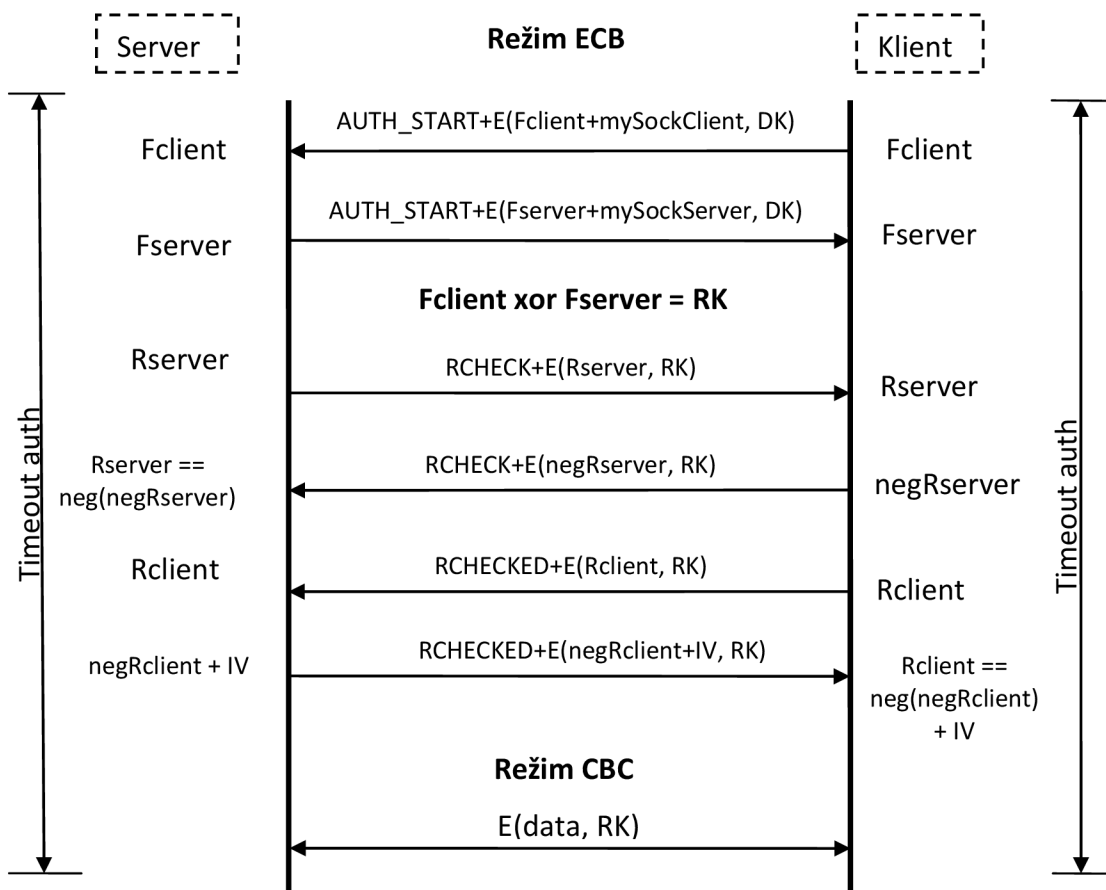 Server
Režim ECB
Klient
AUTH_START+E(Fclient+mySockClient, DK)
Fclient
Fclient
AUTH_START+E(Fserver+mySockServer, DK)
Fserver
Fserver
Fclient xor Fserver = RK
Rserver
RCHECK+E(Rserver, RK)
Rserver
Rserver ==
neg(negRserver)
RCHECK+E(negRserver, RK)
negRserver
Rclient
RCHECKED+E(Rclient, RK)
Rclient
negRclient + IV
RCHECKED+E(negRclient+IV, RK)
Rclient ==
neg(negRclient)
+ IV
Režim CBC
E(data, RK)
Timeout auth
Timeout auth